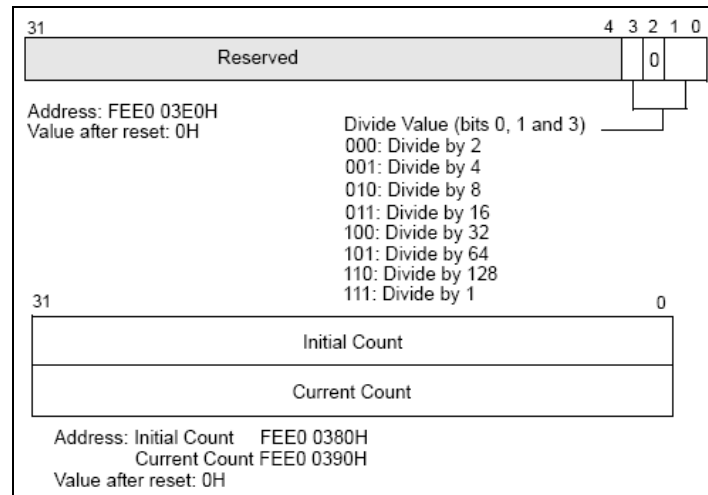 31 4 3 2 1 0
Reserved 0
Address: FEE0 03E0H
Value after reset: 0H
Divide Value (bits 0, 1 and 3)
000: Divide by 2
001: Divide by 4
010: Divide by 8
011: Divide by 16
100: Divide by 32
101: Divide by 64
110: Divide by 128
111: Divide by 1
31 0
Initial Count
Current Count
Address: Initial Count FEE0 0380H
Current Count FEE0 0390H
Value after reset: 0H